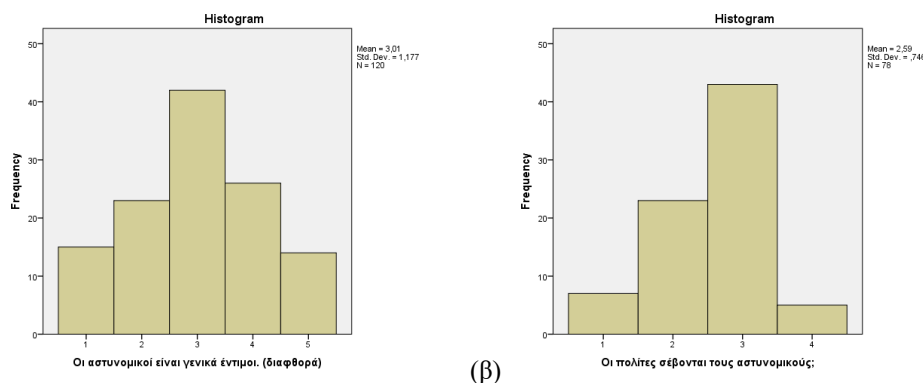 Histogram
Mean = 3,01
Std. Dev. = 1,177
N = 120
50
40
30
20
10
0
Frequency
1 2 3 4 5
Οι αστυνομικοί είναι γενικά έντιμοι. (διαφθορά)
(β)
Histogram
Mean = 2,59
Std. Dev. = ,746
N = 78
50
40
30
20
10
0
Frequency
1 2 3 4
Οι πολίτες σέβονται τους αστυνομικούς;